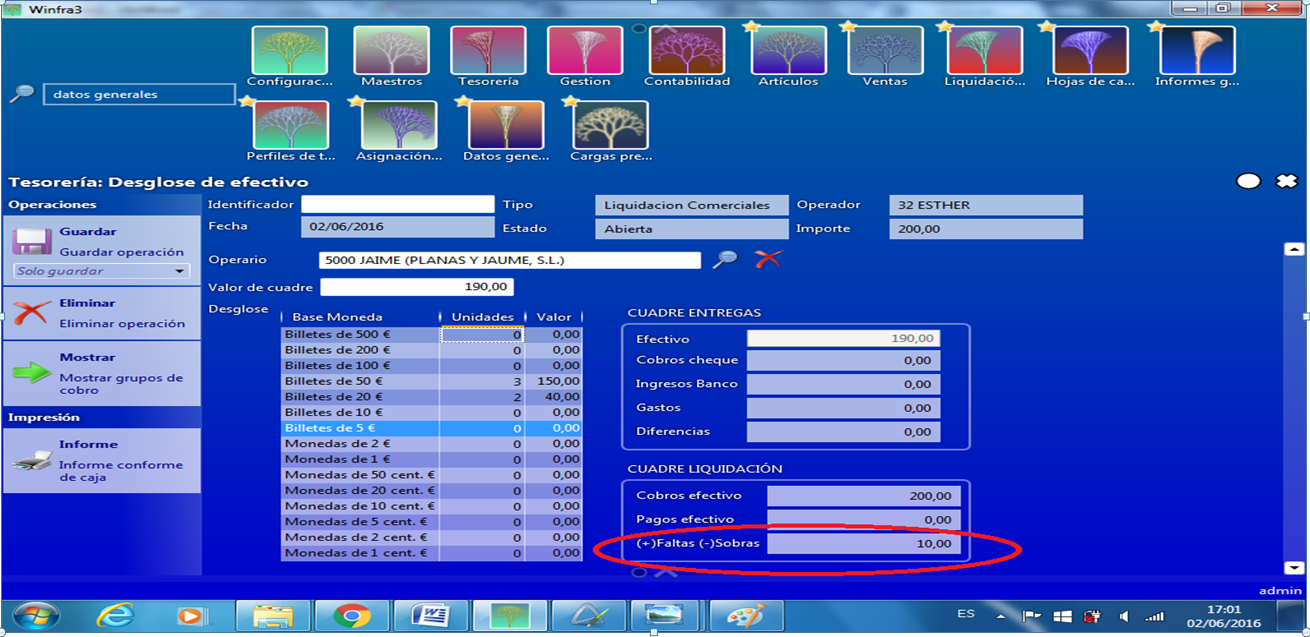 Winfra3
Configurac... Maestros Tesorería Gestion Contabilidad Artículos Ventas Liquidació... Hojas de ca... Informes g...
datos generales
Perfiles de t... Asignación... Datos gene... Cargas pre...
Tesorería: Desglose de efectivo
Operaciones
Guardar
Guardar operación
Solo guardar
Eliminar
Eliminar operación
Mostrar
Mostrar grupos de
cobro
Impresión
Informe
Informe conforme
de caja
Identificador Tipo Liquidacion Comerciales Operador 32 ESTHER
Fecha 02/06/2016 Estado Abierta Importe 200,00
Operario 5000 JAIME (PLANAS Y JAUME, S.L.)
Valor de cuadre 190,00
Desglose
Base Moneda Unidades Valor
Billetes de 500 € 0 0,00
Billetes de 200 € 0 0,00
Billetes de 100 € 0 0,00
Billetes de 50 € 3 150,00
Billetes de 20 € 2 40,00
Billetes de 10 € 0 0,00
Billetes de 5 € 0 0,00
Monedas de 2 € 0 0,00
Monedas de 1 € 0 0,00
Monedas de 50 cent. € 0 0,00
Monedas de 20 cent. € 0 0,00
Monedas de 10 cent. € 0 0,00
Monedas de 5 cent. € 0 0,00
Monedas de 2 cent. € 0 0,00
Monedas de 1 cent. € 0 0,00
CUADRE ENTREGAS
Efectivo 190,00
Cobros cheque 0,00
Ingresos Banco 0,00
Gastos 0,00
Diferencias 0,00
CUADRE LIQUIDACIÓN
Cobros efectivo 200,00
Pagos efectivo 0,00
(+)Faltas (-)Sobras 10,00
admin
ES
17:01
02/06/2016